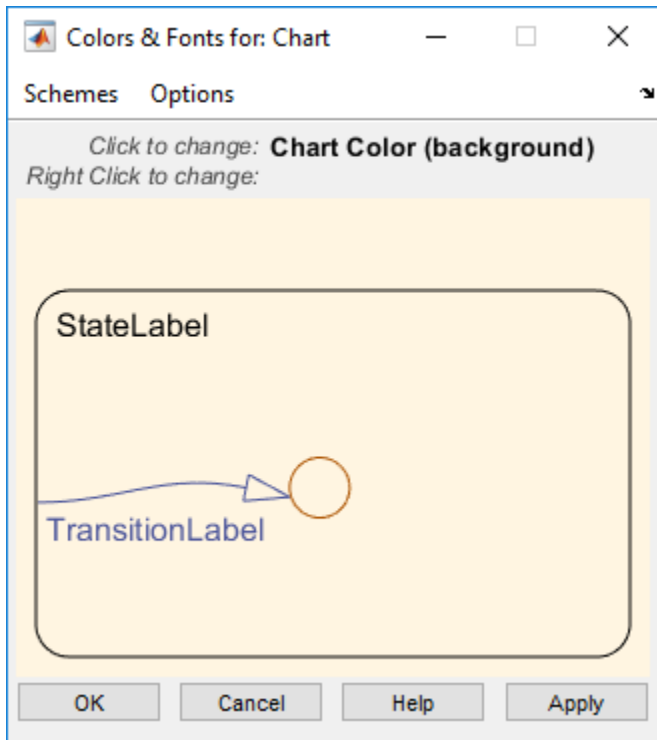 Colors & Fonts for: Chart
Schemes Options
Click to change: Chart Color (background)
Right Click to change:
StateLabel
TransitionLabel
OK Cancel Help Apply